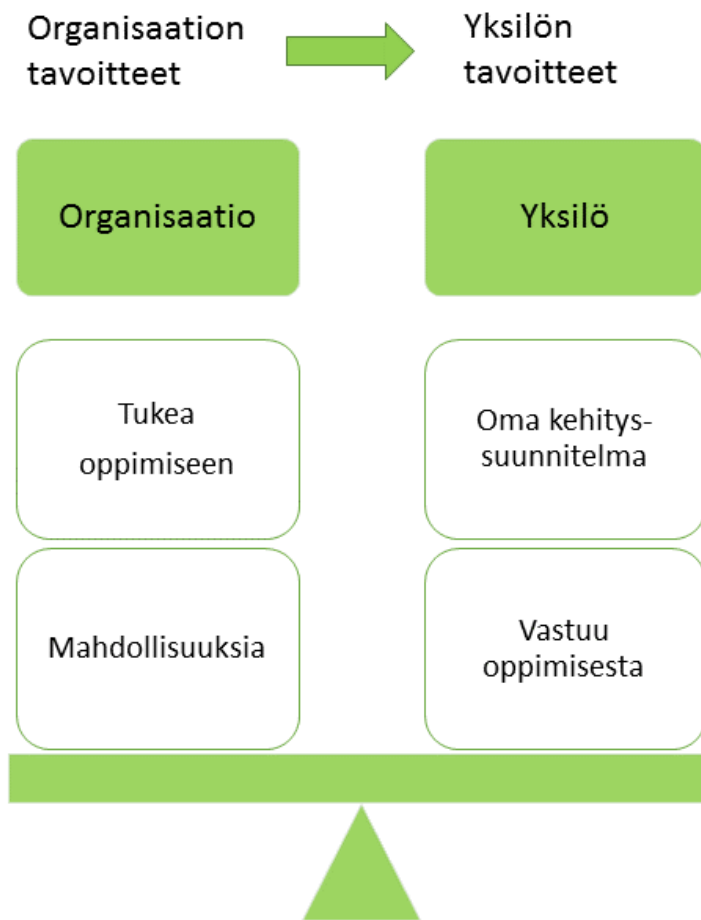 Organisaation
tavoitteet
Yksilön
tavoitteet
Organisaatio
Yksilö
Tukea
oppimiseen
Oma kehitys-
suunnitelma
Mahdollisuuksia
Vastuu
oppimisesta